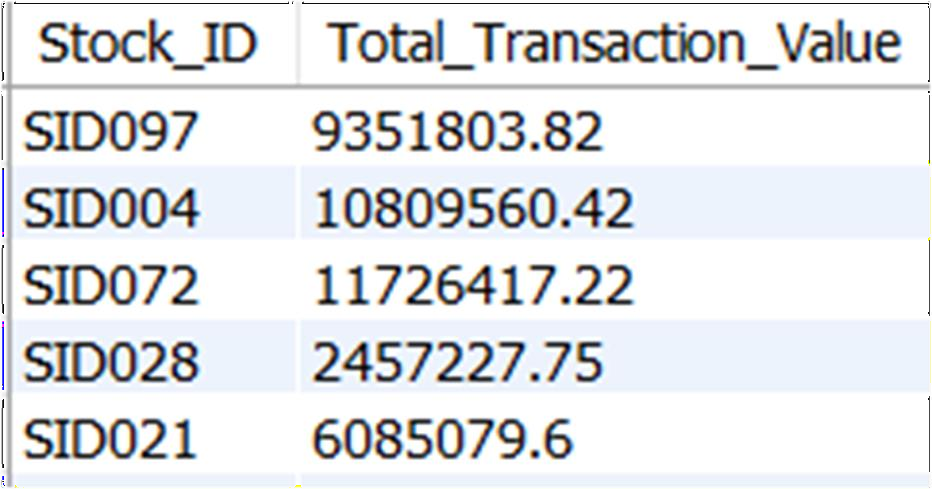 Stock_ID Total_Transaction_Value
SID097 9351803.82
SID004 10809560.42
SID072 11726417.22
SID028 2457227.75
SID021 6085079.6